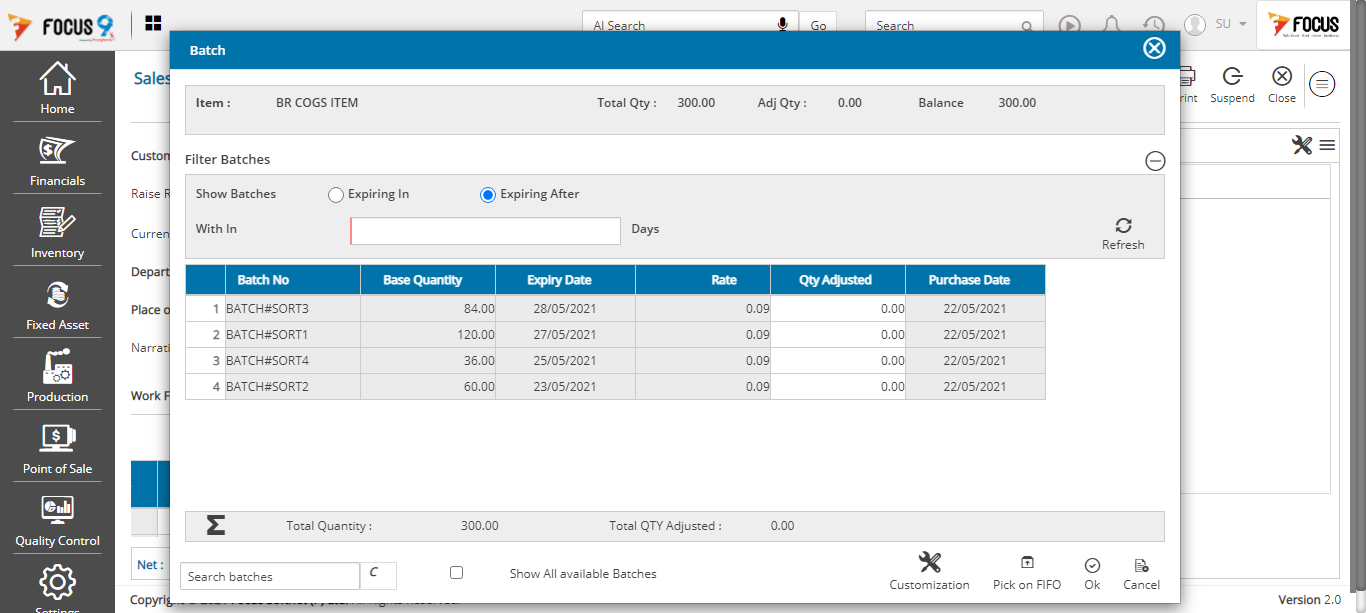 FOCUS 9
AI Search
Go
Search
SU
FOCUS
Home
Financials
Inventory
Fixed Asset
Production
Point of Sale
Quality Control
Settings
Sales
rint
Suspend
Close
Custom
Raise R
Curren
Depart
Place o
Narrati
Work F
Net :
Batch
Item :
BR COGS ITEM
Total Qty :
300.00
Adj Qty :
0.00
Balance
300.00
Filter Batches
Show Batches
Expiring In
Expiring After
With In
Days
Refresh
Batch No Base Quantity Expiry Date Rate Qty Adjusted Purchase Date
1 BATCH#SORT3 84.00 28/05/2021 0.09 0.00 22/05/2021
2 BATCH#SORT1 120.00 27/05/2021 0.09 0.00 22/05/2021
3 BATCH#SORT4 36.00 25/05/2021 0.09 0.00 22/05/2021
4 BATCH#SORT2 60.00 23/05/2021 0.09 0.00 22/05/2021
Σ
Total Quantity :
300.00
Total QTY Adjusted :
0.00
Search batches
C
Show All available Batches
Customization
Pick on FIFO
Ok
Cancel
Version 2.0